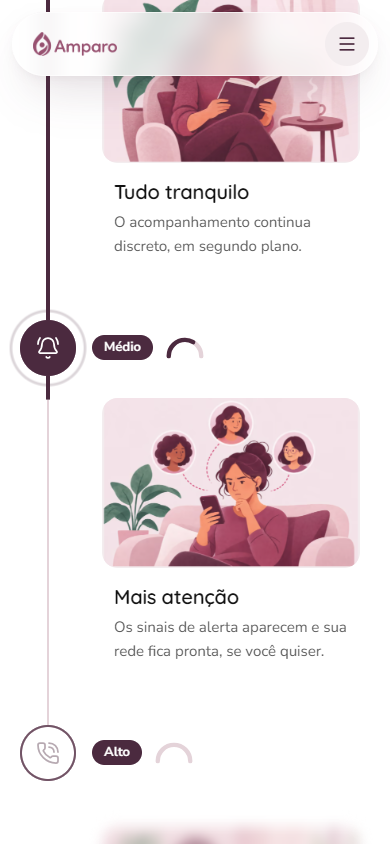 Amparo
Tudo tranquilo
O acompanhamento continua
discreto, em segundo plano.
Médio
Mais atenção
Os sinais de alerta aparecem e sua
rede fica pronta, se você quiser.
Alto